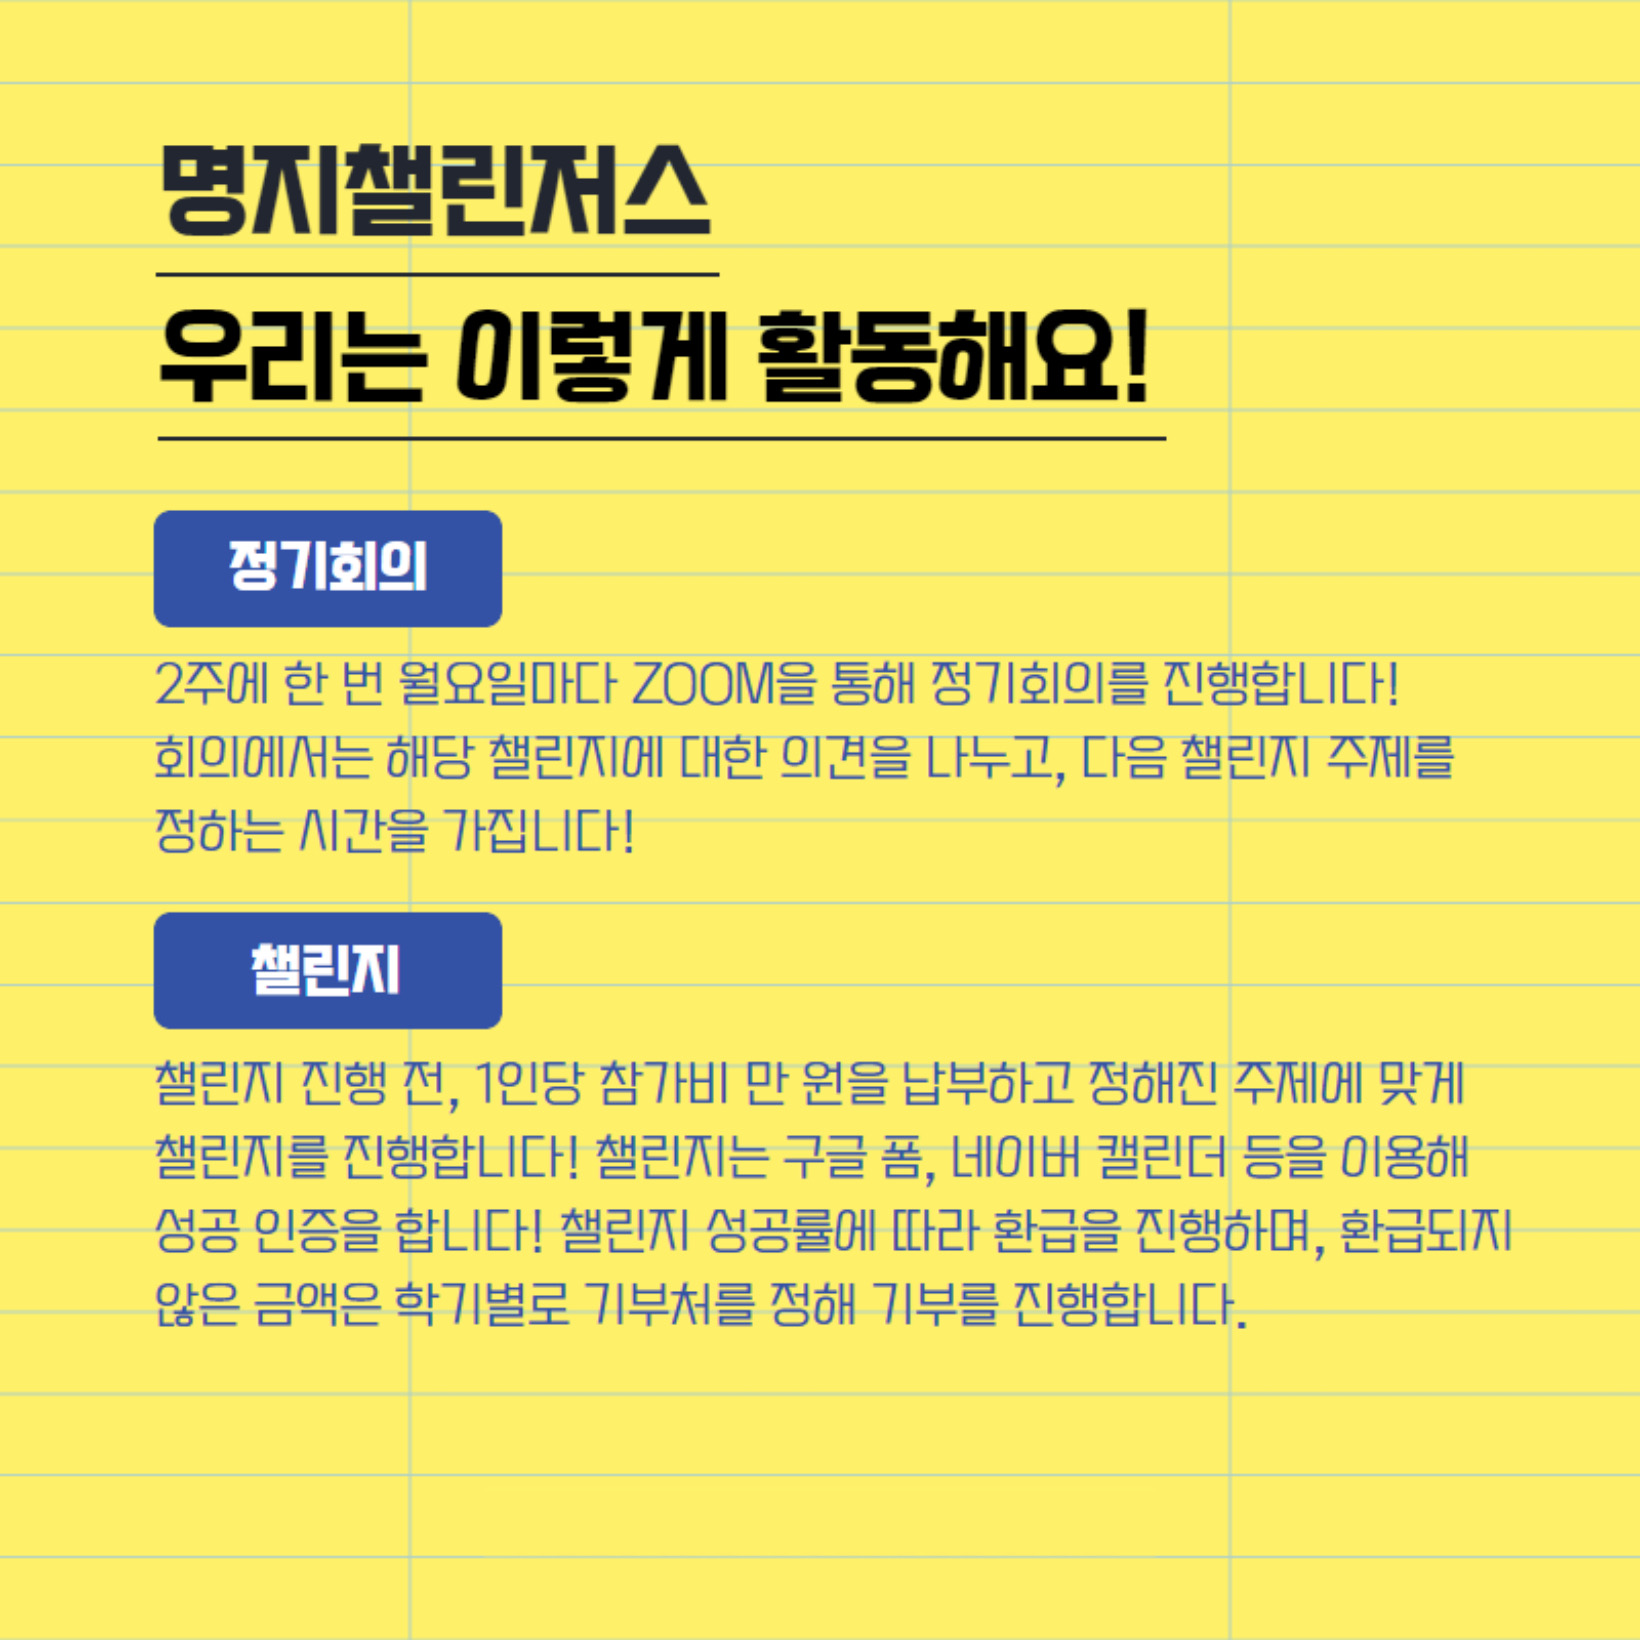 명지챌린저스
우리는 이렇게 활동해요!
정기회의
2주에 한 번 월요일마다 ZOOM을 통해 정기회의를 진행합니다!
회의에서는 해당 챌린지에 대한 의견을 나누고, 다음 챌린지 주제를
정하는 시간을 가집니다!
챌린지
챌린지 진행 전, 1인당 참가비 만 원을 납부하고 정해진 주제에 맞게
챌린지를 진행합니다! 챌린지는 구글 폼, 네이버 캘린더 등을 이용해
성공 인증을 합니다! 챌린지 성공률에 따라 환급을 진행하며, 환급되지
않은 금액은 학기별로 기부처를 정해 기부를 진행합니다.